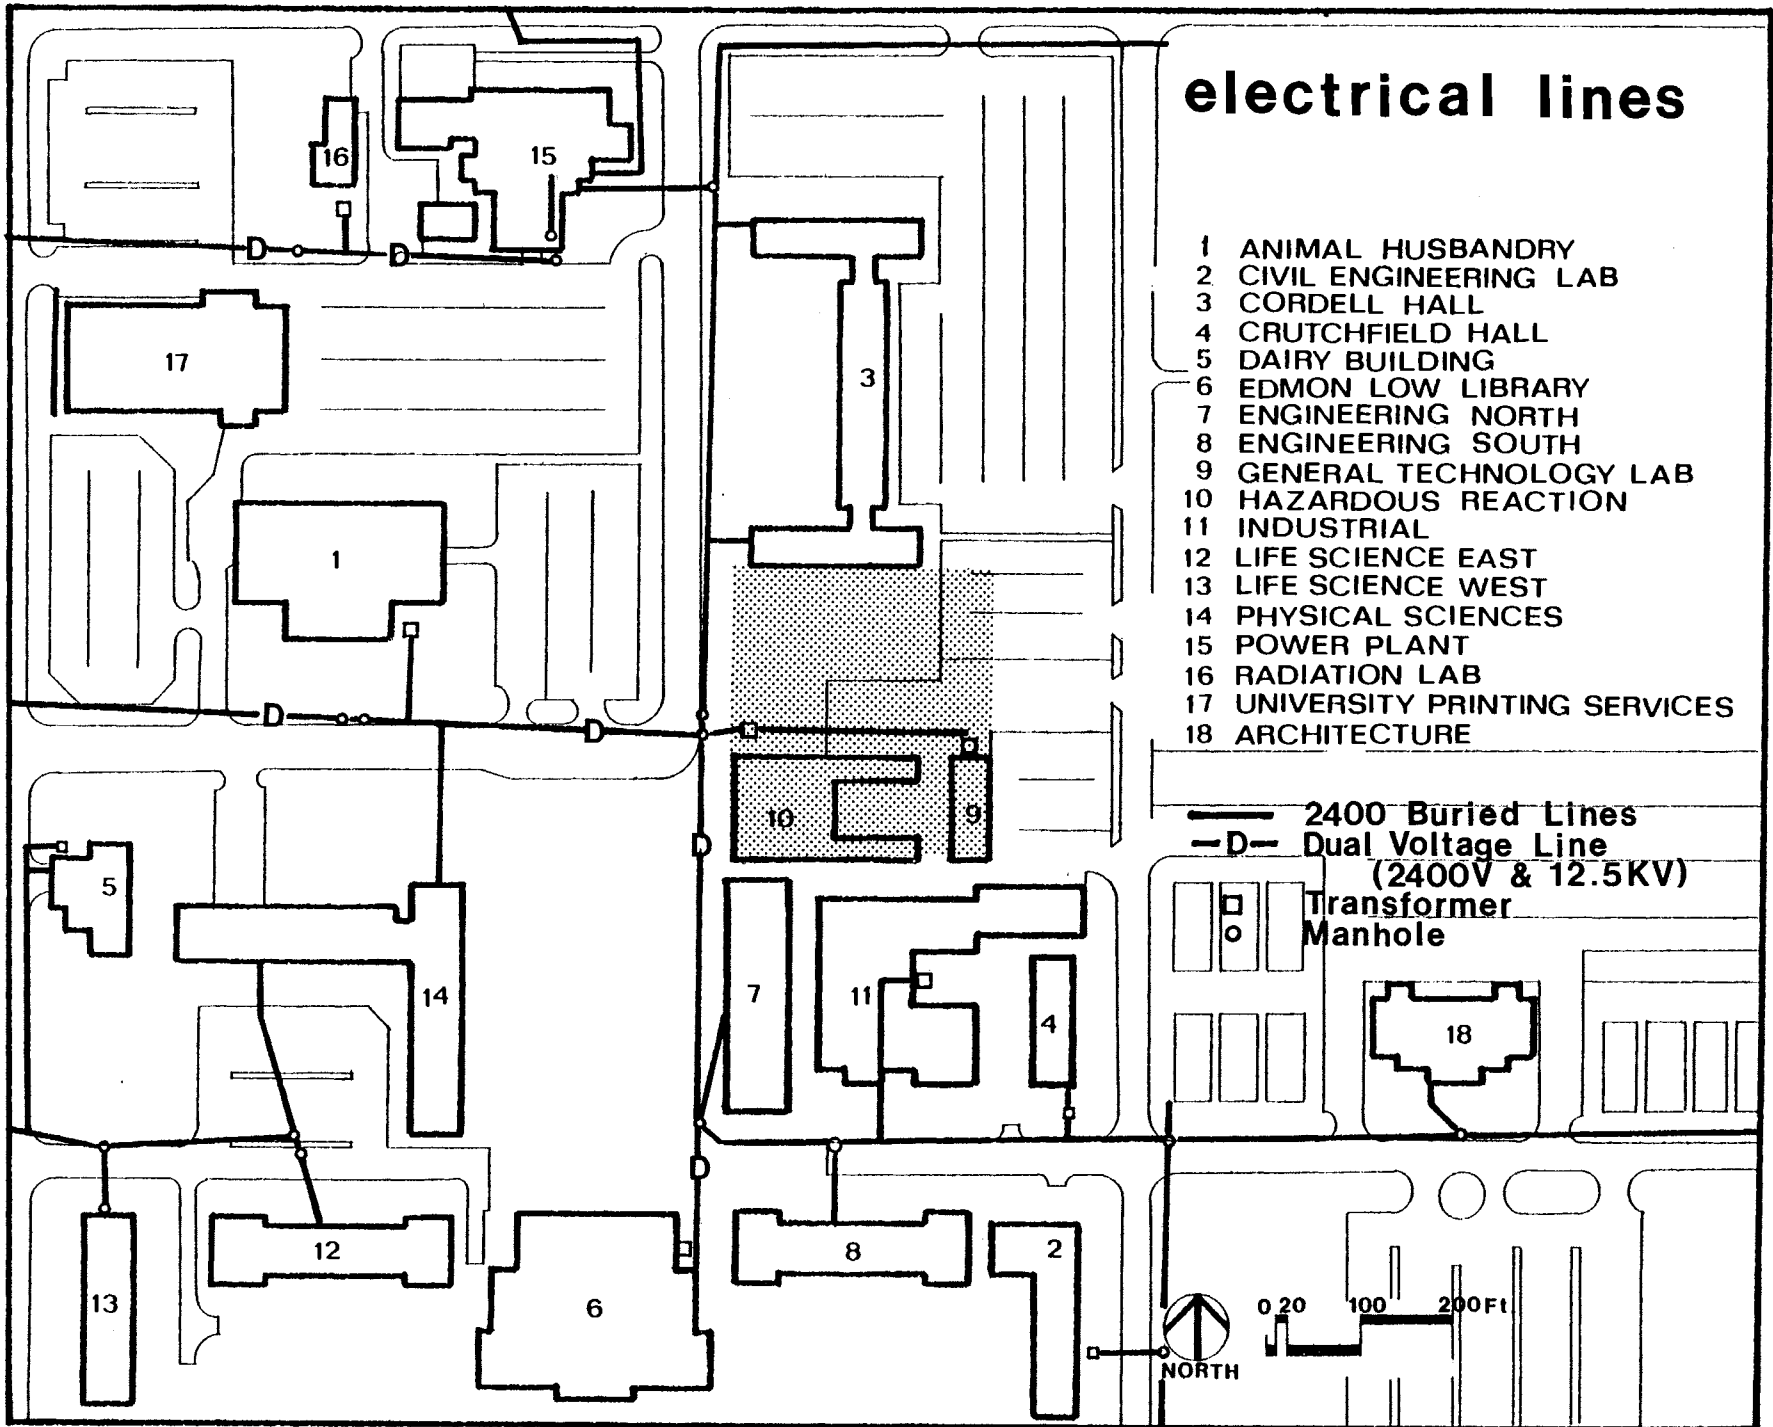 electrical lines
1 ANIMAL HUSBANDRY
2 CIVIL ENGINEERING LAB
3 CORDELL HALL
4 CRUTCHFIELD HALL
5 DAIRY BUILDING
6 EDMON LOW LIBRARY
7 ENGINEERING NORTH
8 ENGINEERING SOUTH
9 GENERAL TECHNOLOGY LAB
10 HAZARDOUS REACTION
11 INDUSTRIAL
12 LIFE SCIENCE EAST
13 LIFE SCIENCE WEST
14 PHYSICAL SCIENCES
15 POWER PLANT
16 RADIATION LAB
17 UNIVERSITY PRINTING SERVICES
18 ARCHITECTURE
2400 Buried Lines
D Dual Voltage Line
(2400V & 12.5KV)
Transformer
Manhole
16
15
D
D
17
3
1
D
D
10
9
D
5
14
7
11
4
18
D
12
8
2
13
6
0 20 100 200 Ft
NORTH